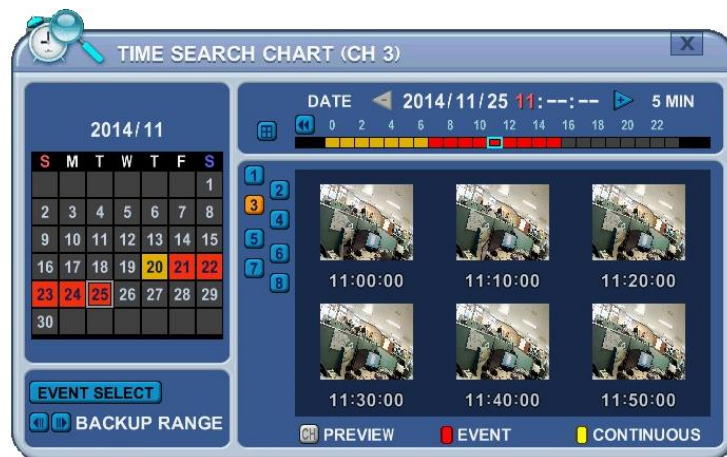 TIME SEARCH CHART (CH 3)
X
2014/11
S M T W T F S
1
2 3 4 5 6 7 8
9 10 11 12 13 14 15
16 17 18 19 20 21 22
23 24 25 26 27 28 29
30
EVENT SELECT
BACKUP RANGE
DATE - 2014/11/25 11:--:-- + 5 MIN
0 2 4 6 8 10 12 14 16 18 20 22
1
2
3
4
5
6
7
8
11:00:00 11:10:00 11:20:00
11:30:00 11:40:00 11:50:00
CH PREVIEW EVENT CONTINUOUS